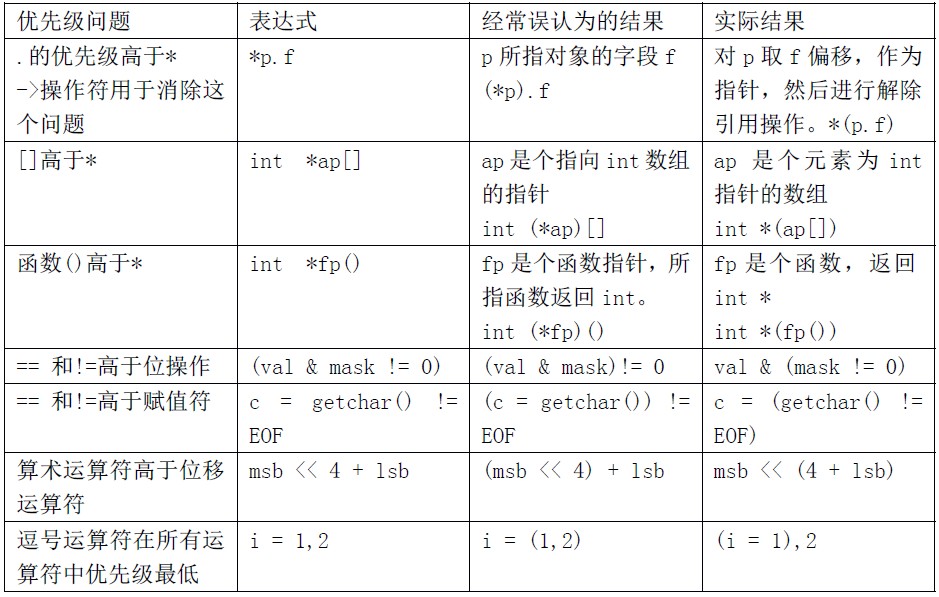 优先级问题
表达式
经常误认为的结果
实际结果
.的优先级高于*
->操作符用于消除这
个问题
*p.f
p 所指对象的字段 f
(*p).f
对 p 取 f 偏移，作为
指针，然后进行解除
引用操作。*(p.f)
[]高于*
int *ap[]
ap 是个指向 int 数组
的指针
int (*ap)[]
ap 是个元素为 int
指针的数组
int *(ap[])
函数()高于*
int *fp()
fp 是个函数指针，所
指函数返回 int。
int (*fp)()
fp 是个函数，返回
int *
int *(fp())
== 和!=高于位操作
(val & mask != 0)
(val & mask)!= 0
val & (mask != 0)
== 和!=高于赋值符
c = getchar() !=
EOF
(c = getchar()) !=
EOF
c = (getchar() !=
EOF)
算术运算符高于位移
运算符
msb << 4 + lsb
(msb << 4) + lsb
msb << (4 + lsb)
逗号运算符在所有运
算符中优先级最低
i = 1,2
i = (1,2)
(i = 1),2